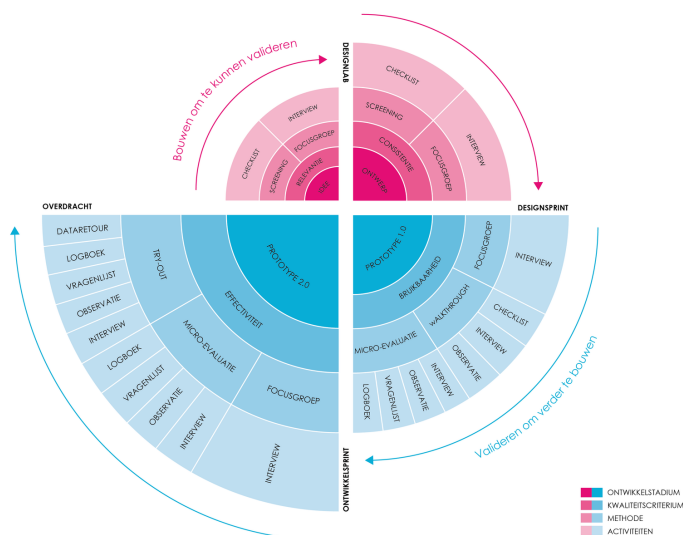 Bouwen om te kunnen valideren
DESIGNLAB
CHECKLIST
INTERVIEW
SCREENING
FOCUSGROEP
RELEVANTIE
IDEE
CHECKLIST
INTERVIEW
SCREENING
FOCUSGROEP
CONSISTENTIE
ONTWERP
OVERDRACHT
DESIGNSPRINT
DATARETOUR
LOGBOEK
VRAGENLIJST
OBSERVATIE
INTERVIEW
LOGBOEK
VRAGENLIJST
OBSERVATIE
INTERVIEW
INTERVIEW
TRY-OUT
MICRO-EVALUATIE
FOCUSGROEP
EFFECTIVITEIT
PROTOTYPE 2.0
PROTOTYPE 1.0
BRUIKBAARHEID
FOCUSGROEP
WALKTHROUGH
MICRO-EVALUATIE
INTERVIEW
CHECKLIST
INTERVIEW
OBSERVATIE
INTERVIEW
OBSERVATIE
VRAGENLIJST
LOGBOEK
Valideren om verder te bouwen
ONTWIKKELSPRINT
ONTWIKKELSTADIUM
KWALITEITSCRITERIUM
METHODE
ACTIVITEITEN